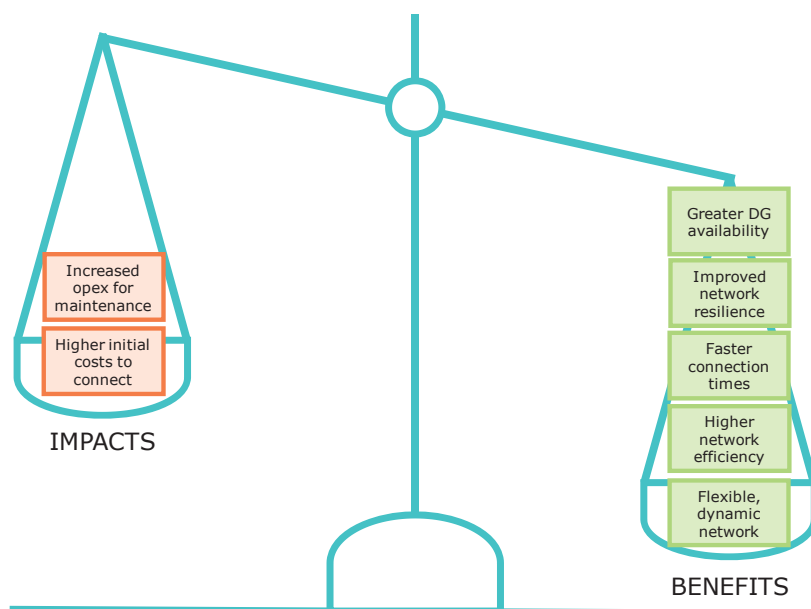 Increased
opex for
maintenance
Higher initial
costs to
connect
IMPACTS
Greater DG
availability
Improved
network
resilience
Faster
connection
times
Higher
network
efficiency
Flexible,
dynamic
network
BENEFITS